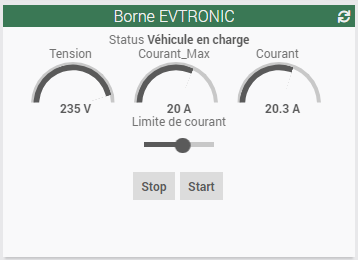 Borne EVTRONIC
Status Véhicule en charge
Tension Courant_Max Courant
235 V 20 A 20.3 A
Limite de courant
Stop Start